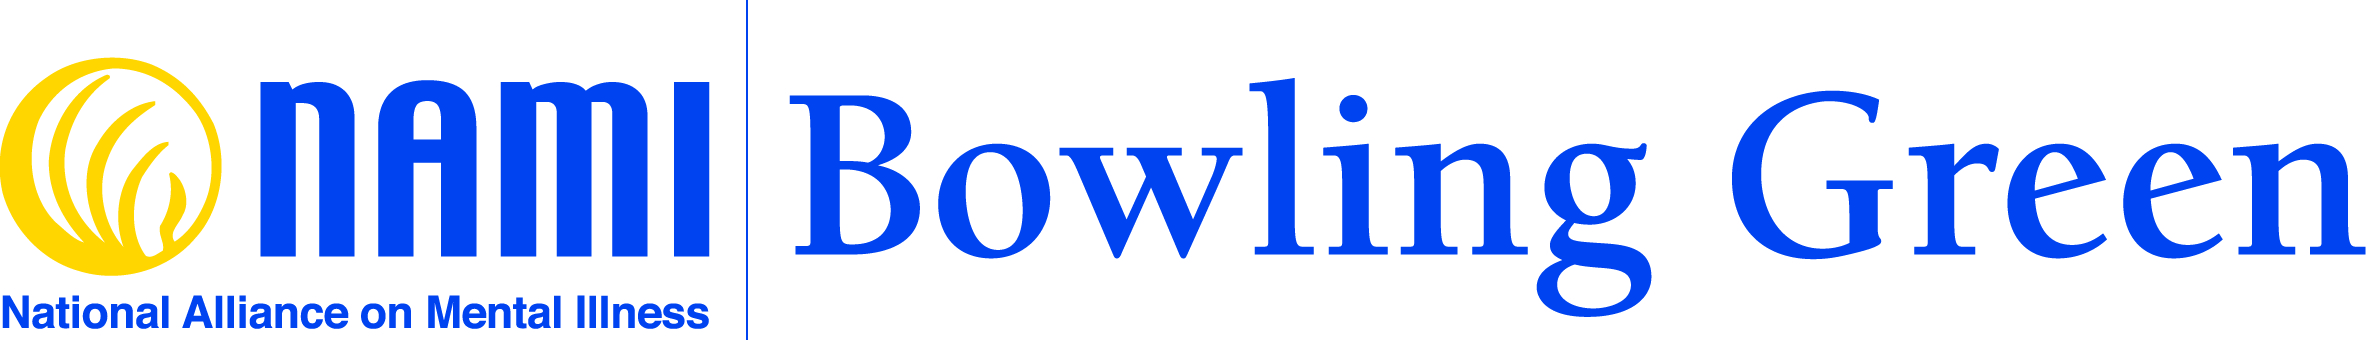 NAMI
National Alliance on Mental Illness
Bowling Green